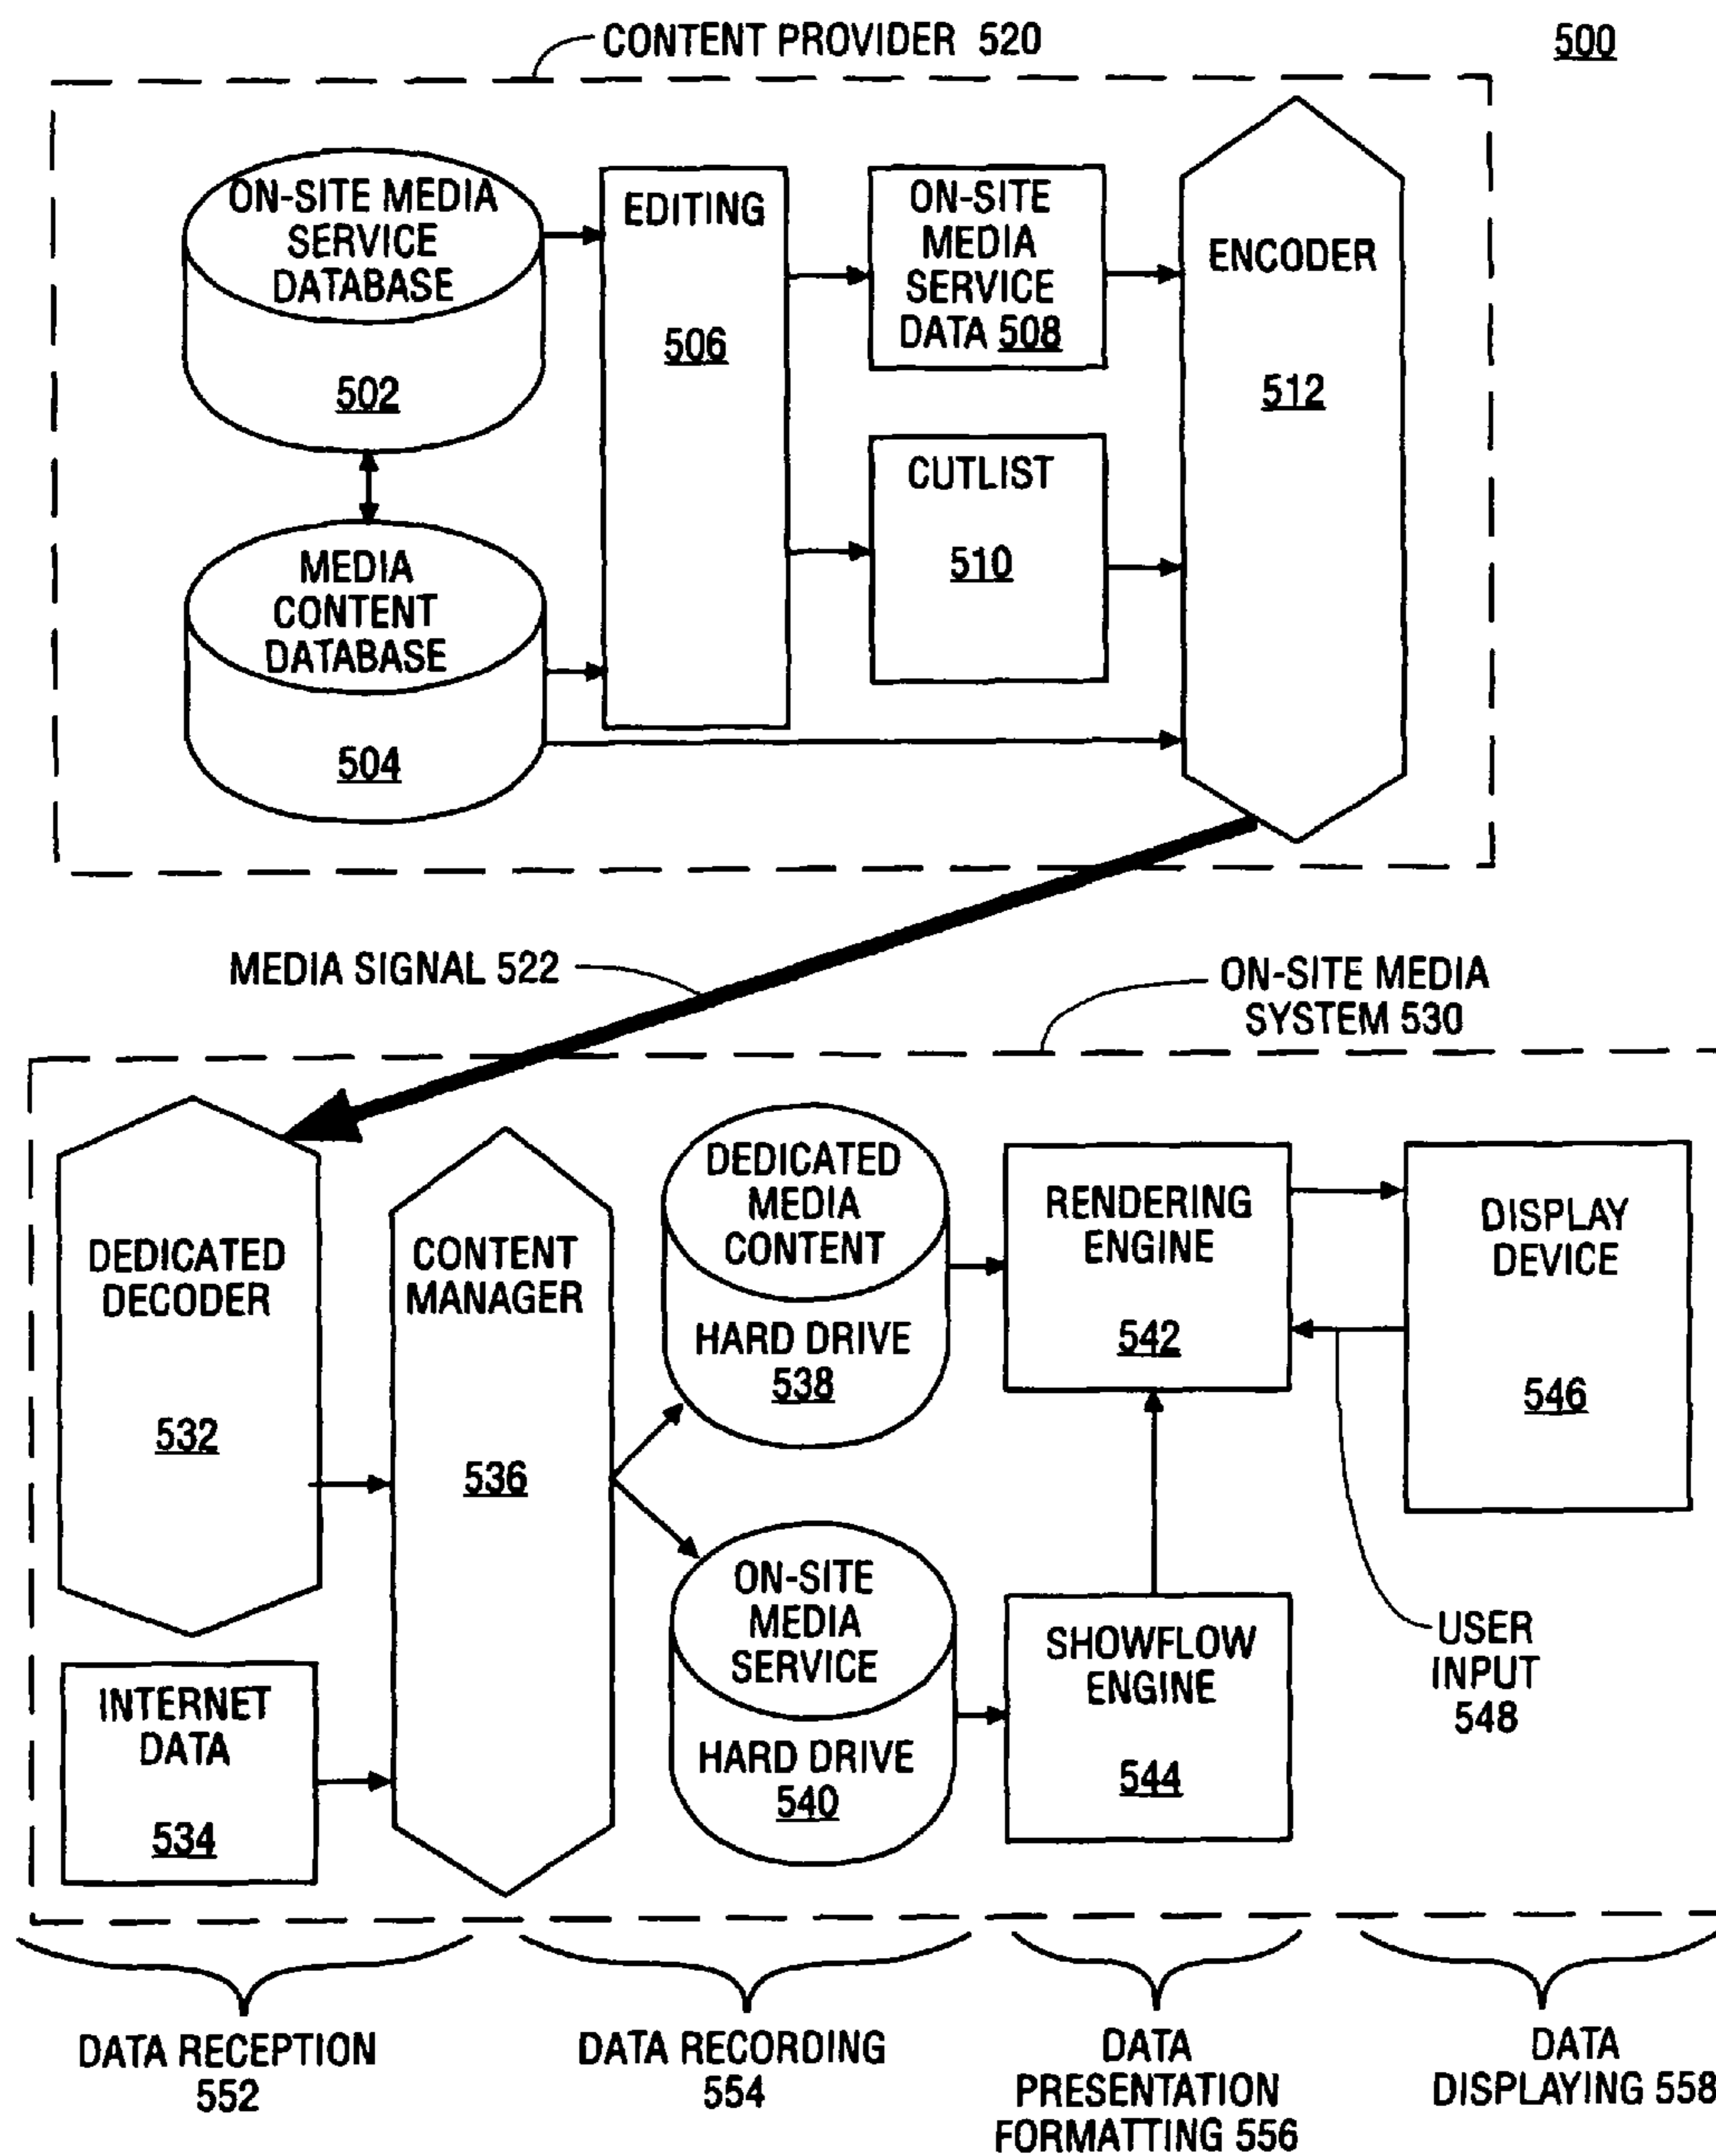 CONTENT PROVIDER 520
500
ON-SITE MEDIA
SERVICE
DATABASE
502
EDITING
506
ON-SITE
MEDIA
SERVICE
DATA 508
ENCODER
512
CUTLIST
510
MEDIA
CONTENT
DATABASE
504
MEDIA SIGNAL 522
ON-SITE MEDIA
SYSTEM 530
DEDICATED
DECODER
532
CONTENT
MANAGER
536
DEDICATED
MEDIA
CONTENT
HARD DRIVE
538
RENDERING
ENGINE
542
DISPLAY
DEVICE
546
INTERNET
DATA
534
ON-SITE
MEDIA
SERVICE
HARD DRIVE
540
SHOWFLOW
ENGINE
544
USER
INPUT
548
DATA RECEPTION
552
DATA RECORDING
554
DATA
PRESENTATION
FORMATTING 556
DATA
DISPLAYING 558